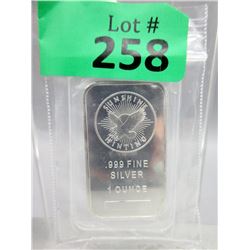 Lot #
258
SUNSHINE
MINTING
.999 FINE
SILVER
1 OUNCE